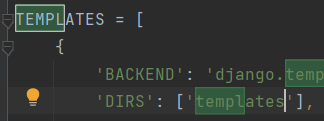 TEMPLATES = [
{
'BACKEND': 'django.temp
'DIRS': ['templates'],